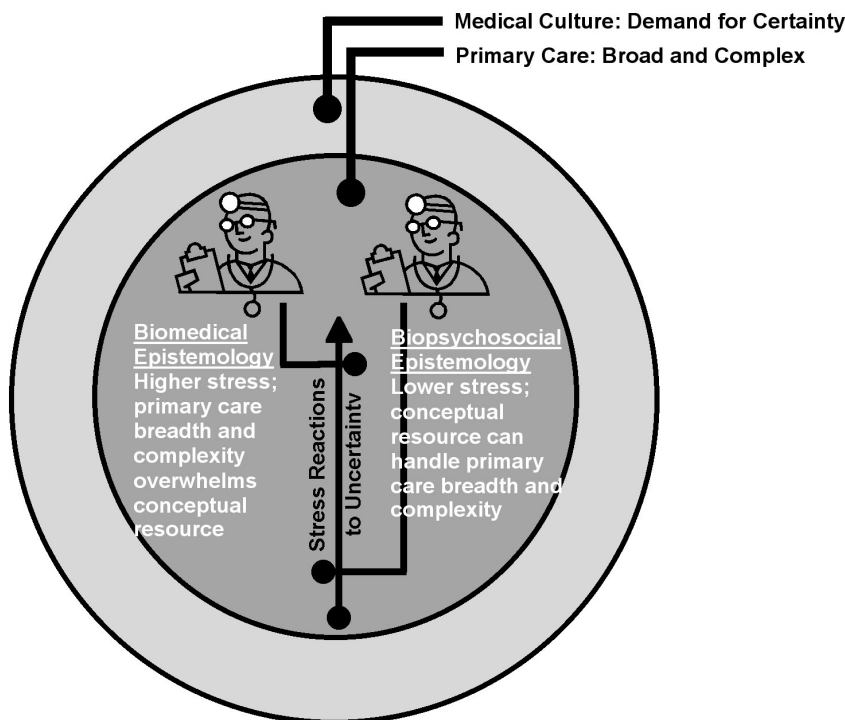 Medical Culture: Demand for Certainty
Primary Care: Broad and Complex
Biomedical
Epistemology
Higher stress;
primary care
breadth and
complexity
overwhelms
conceptual
resource
Stress Reactions
to Uncertainty
Biopsychosocial
Epistemology
Lower stress;
conceptual
resource can
handle primary
care breadth and
complexity